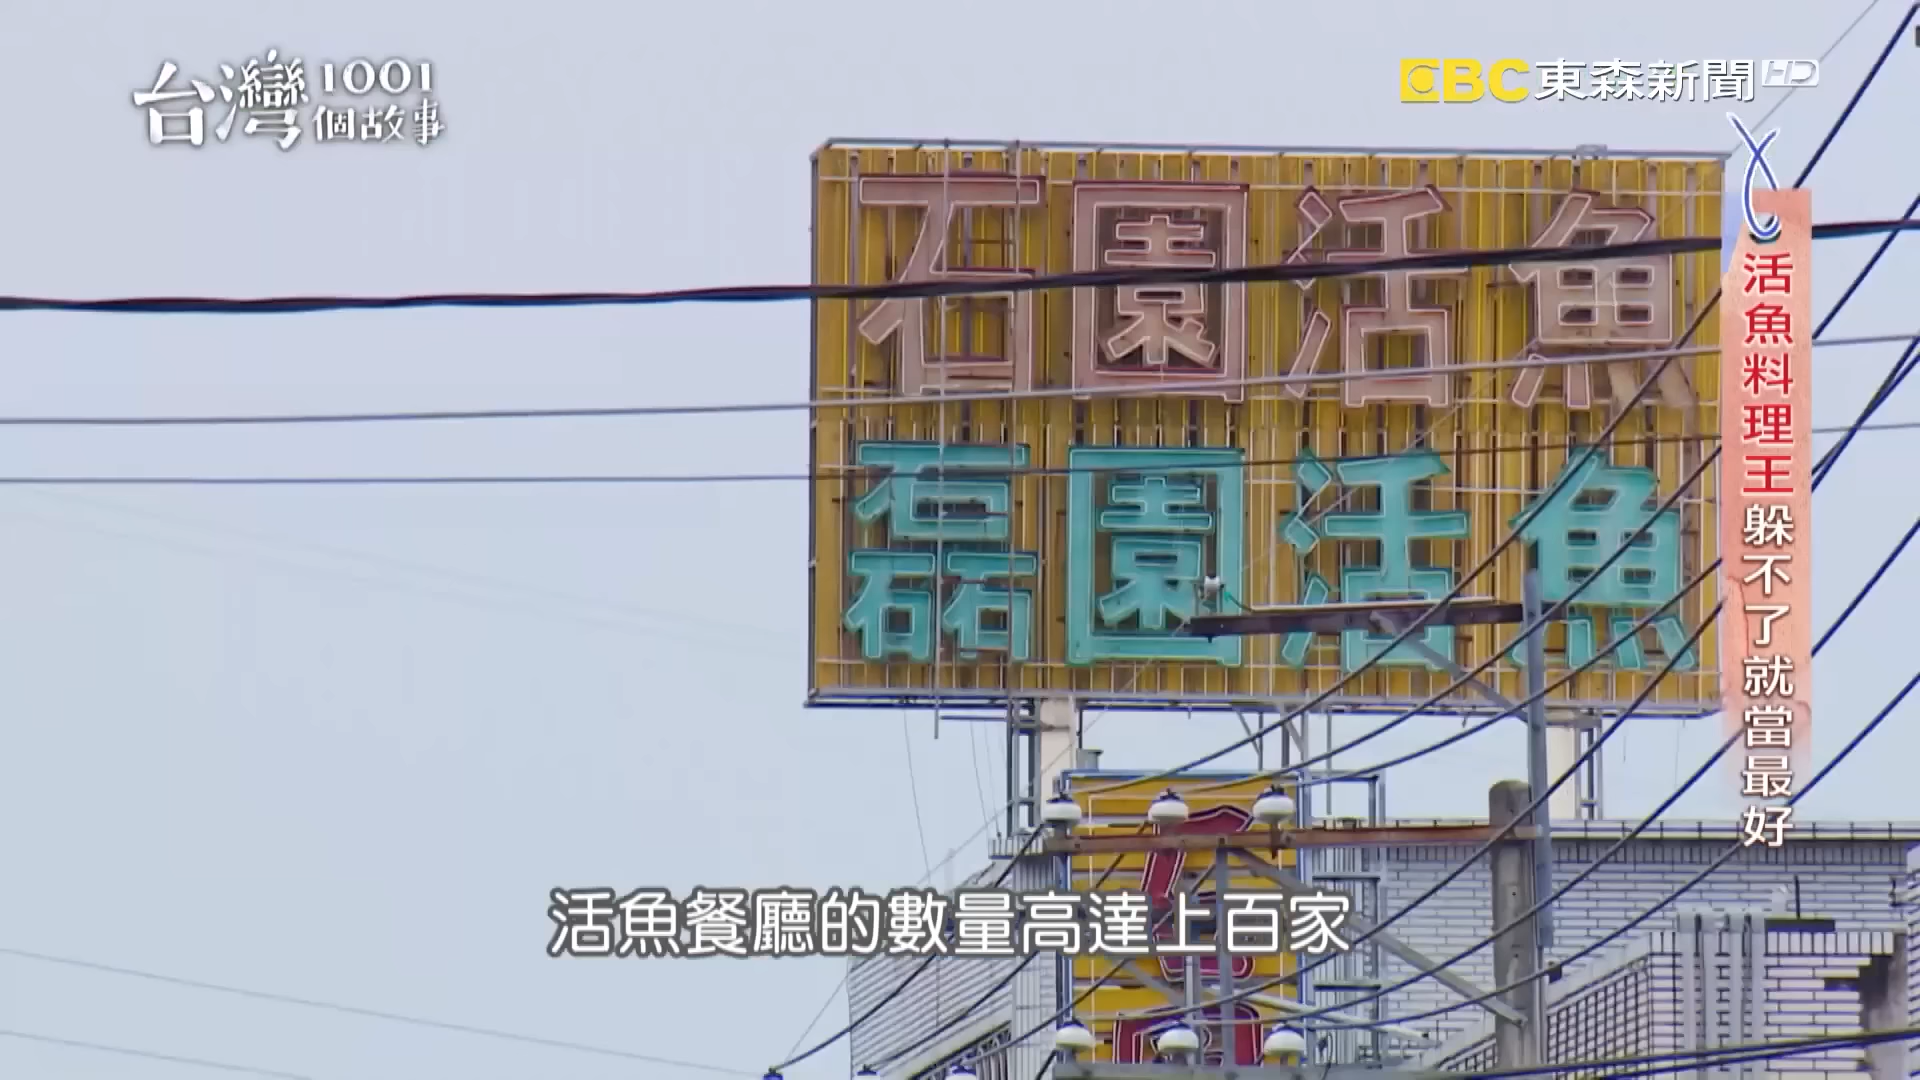 台灣1001個故事
EBC東森新聞HD
石園活魚
磊園活魚
活魚料理王 躲不了就當最好
活魚餐廳的數量高達上百家